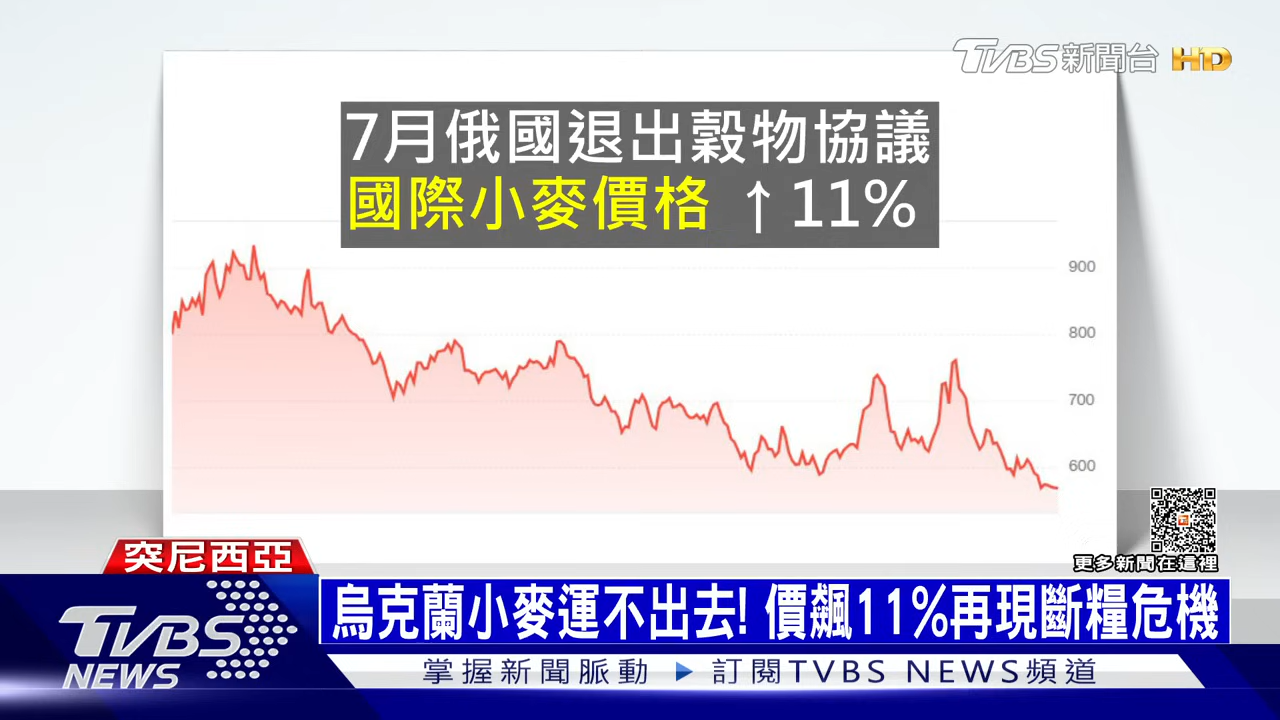 TVBS新聞台 HD
7月俄國退出穀物協議
國際小麥價格 ↑11%
900
800
700
600
更多新聞在這裡
突尼西亞
烏克蘭小麥運不出去! 價飆11%再現斷糧危機
TVBS
NEWS
掌握新聞脈動 ▶ 訂閱TVBS NEWS頻道